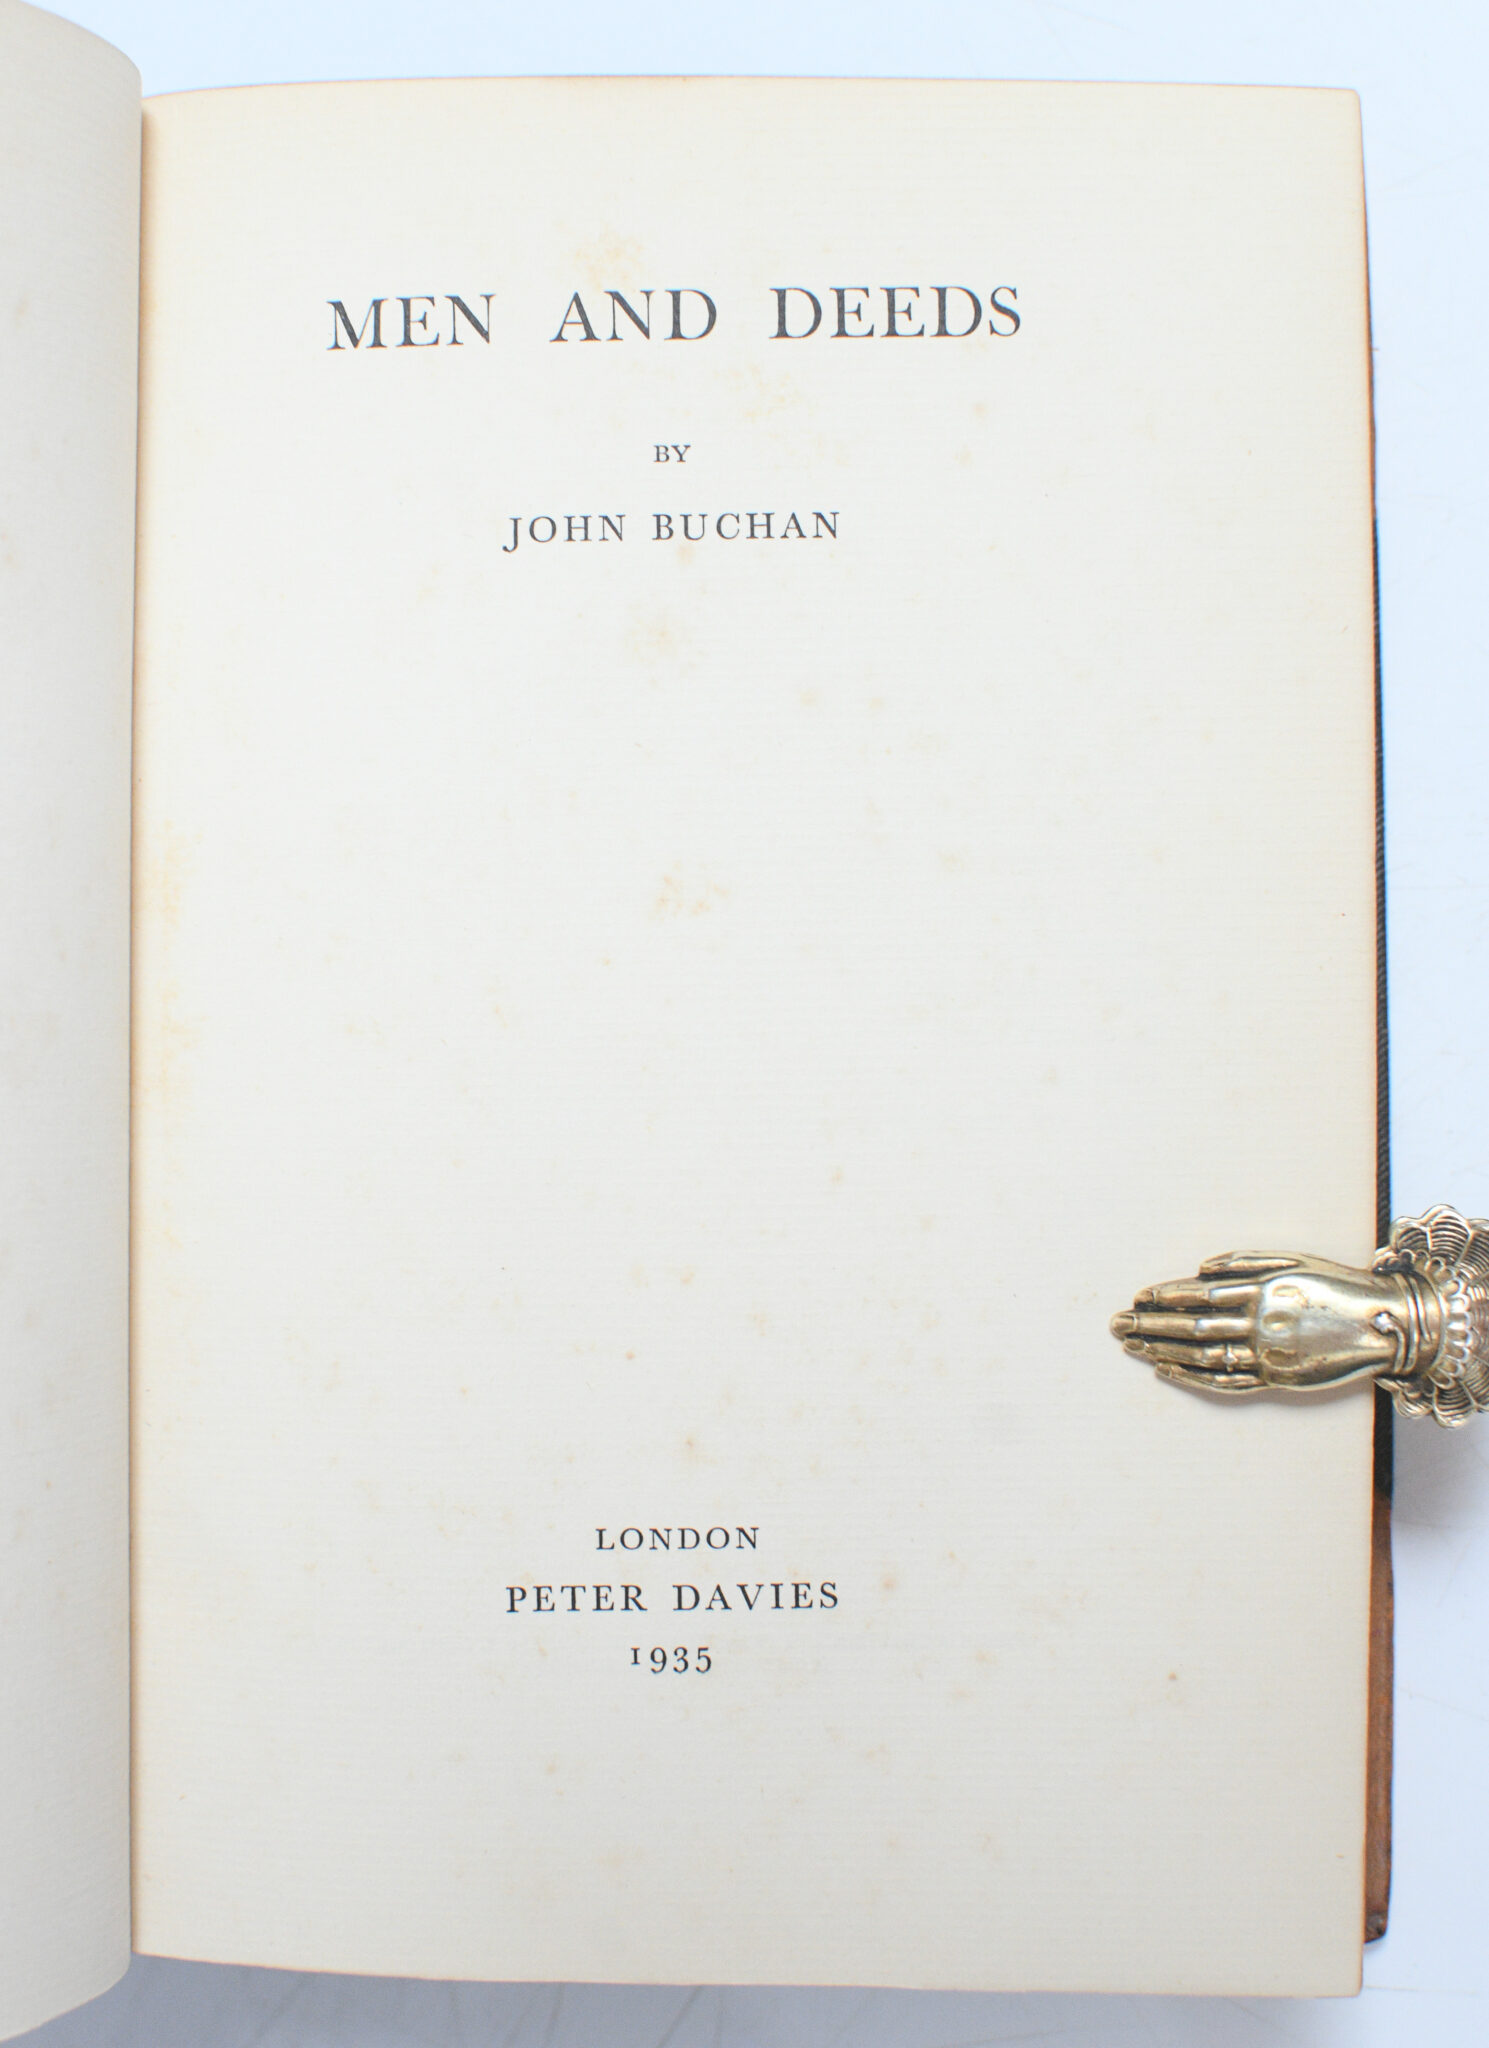 MEN AND DEEDS
BY
JOHN BUCHAN
LONDON
PETER DAVIES
1935